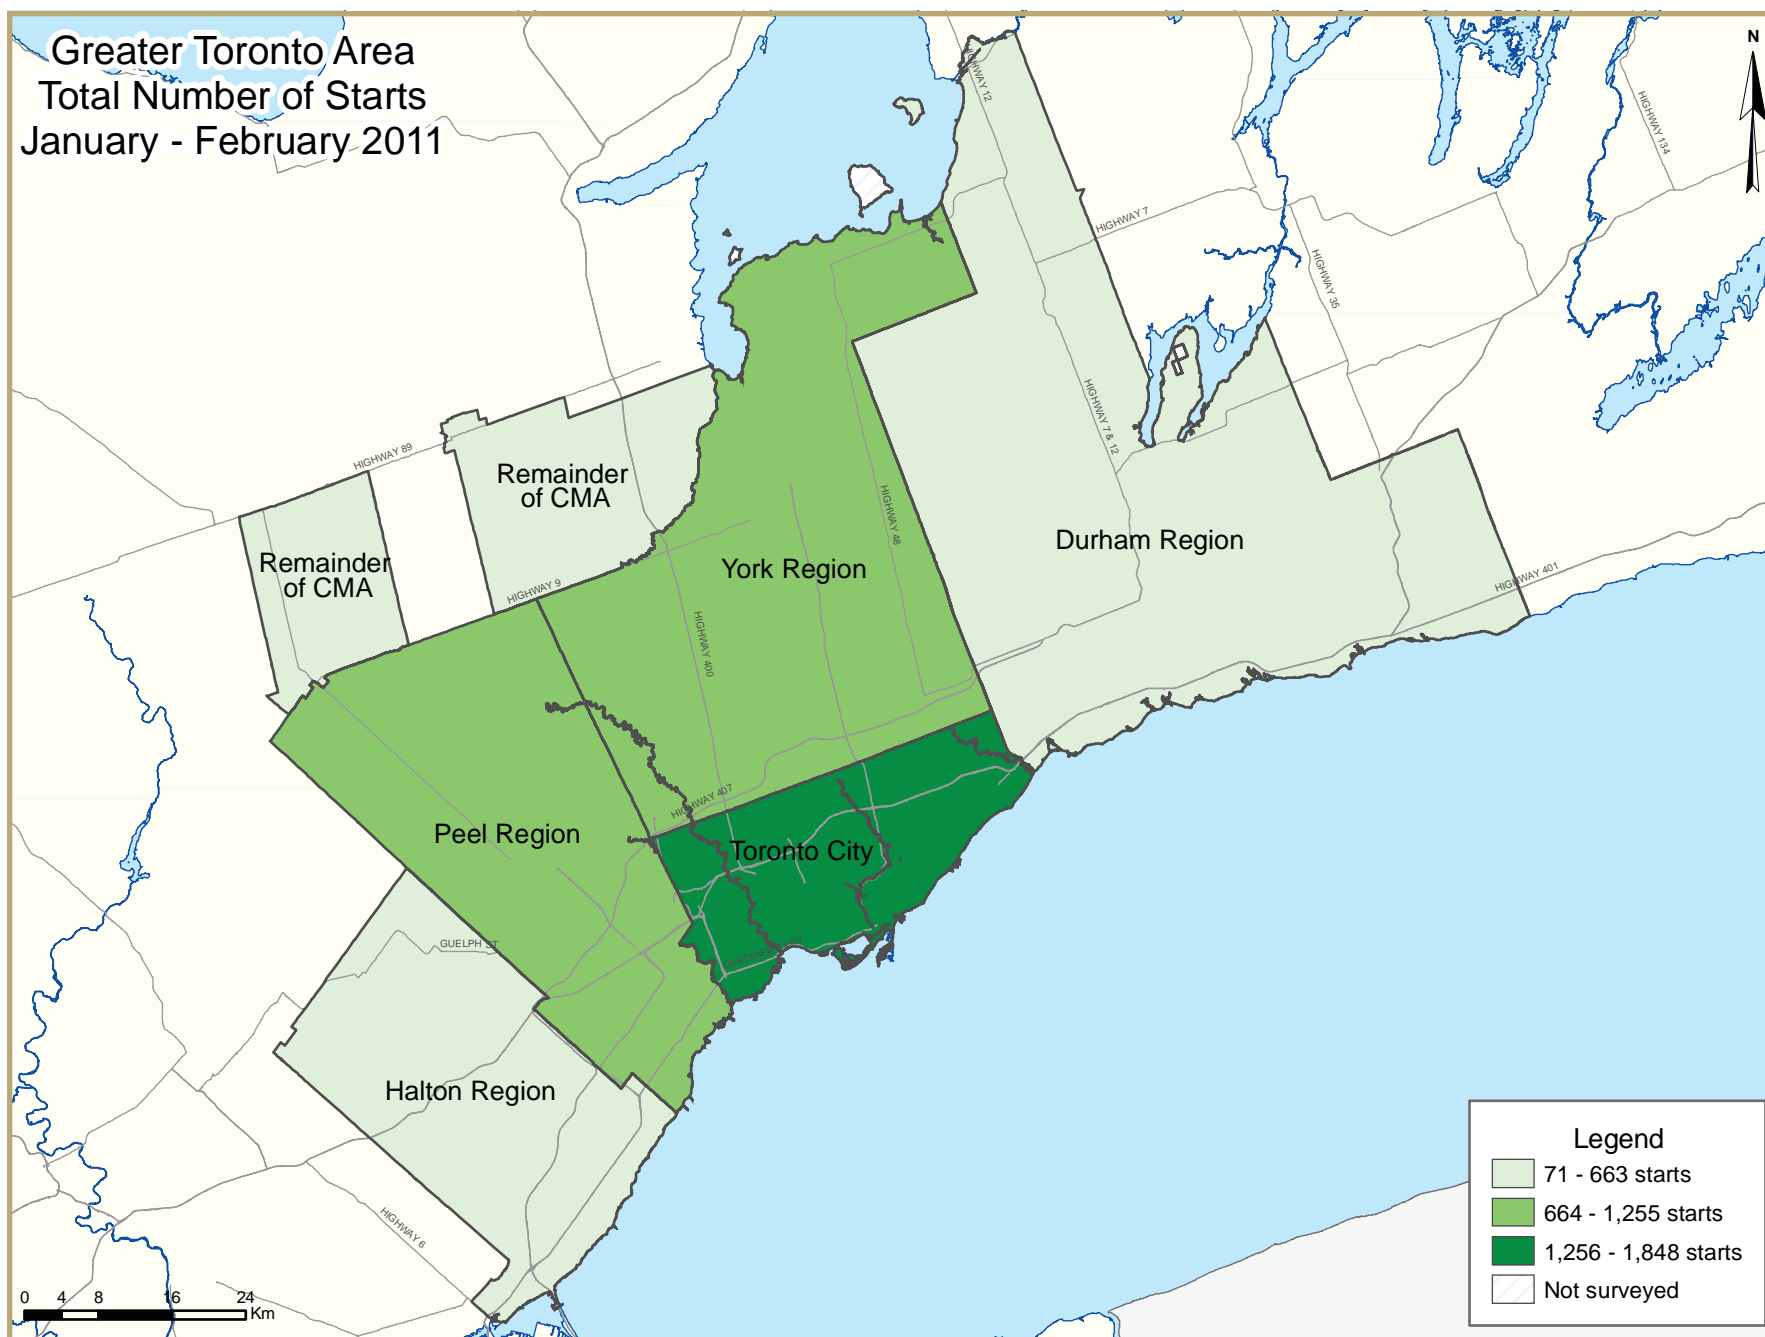 Greater Toronto Area
Total Number of Starts
January - February 2011
N
HIGHWAY 12
HIGHWAY 134
HIGHWAY 7
HIGHWAY 35
HIGHWAY 7 & 12
HIGHWAY 89
Remainder
of CMA
HIGHWAY 48
Durham Region
Remainder
of CMA
York Region
HIGHWAY 9
HIGHWAY 401
HIGHWAY 400
HIGHWAY 407
Peel Region
Toronto City
GUELPH ST
Halton Region
HIGHWAY 6
Legend
71 - 663 starts
664 - 1,255 starts
1,256 - 1,848 starts
Not surveyed
0 4 8 16 24
Km